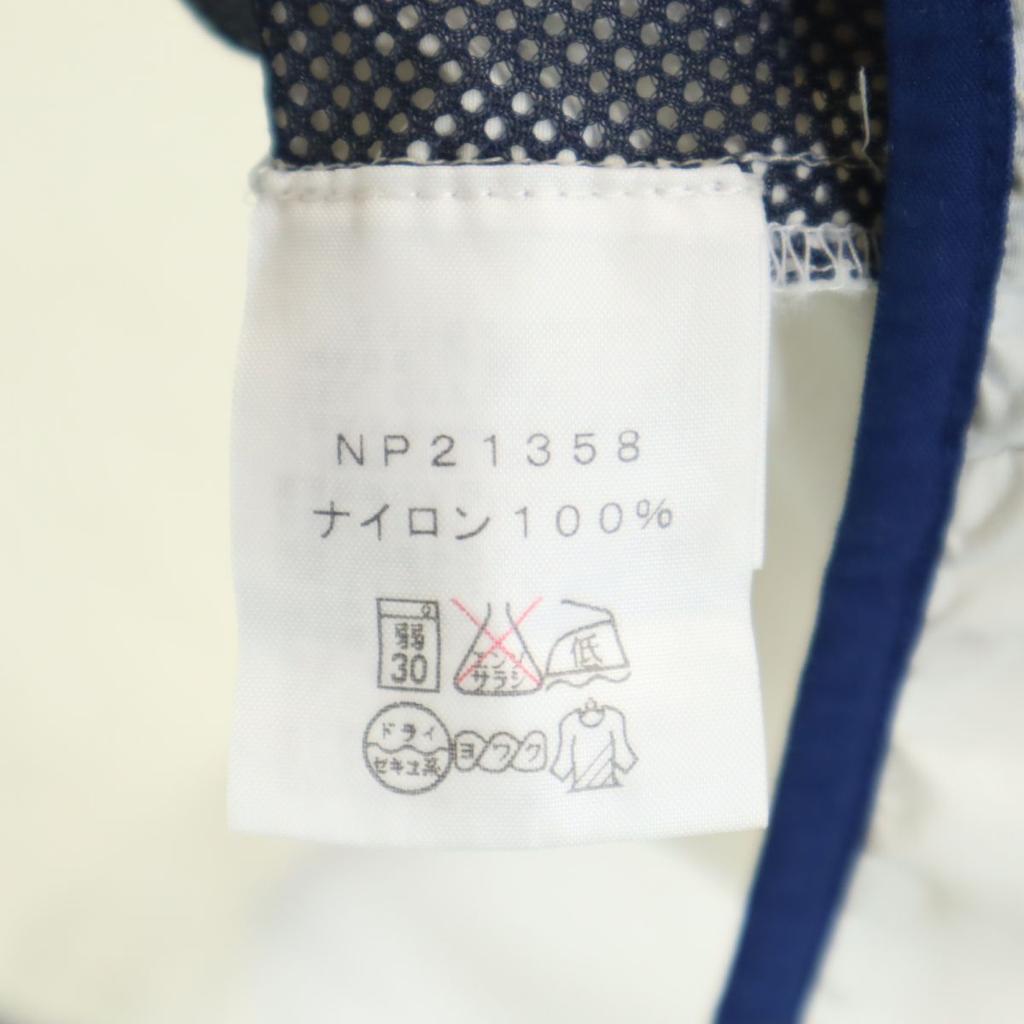 NP21358
ナイロン100%
弱
30
エンソ
サラシ
低
ドライ
セキユ系
ヨワク